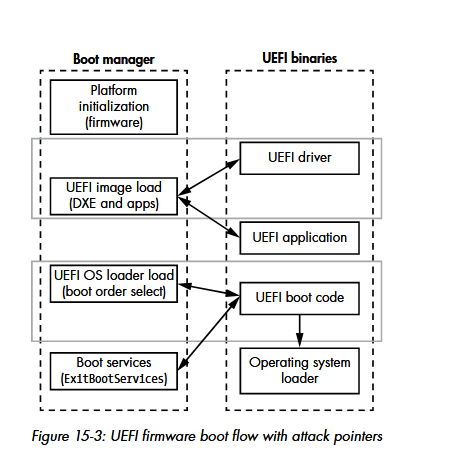 Boot manager
UEFI binaries
Platform
initialization
(firmware)
UEFI driver
UEFI image load
(DXE and apps)
UEFI application
UEFI OS loader load
(boot order select)
UEFI boot code
Boot services
(ExitBootServices)
Operating system
loader
Figure 15-3: UEFI firmware boot flow with attack pointers